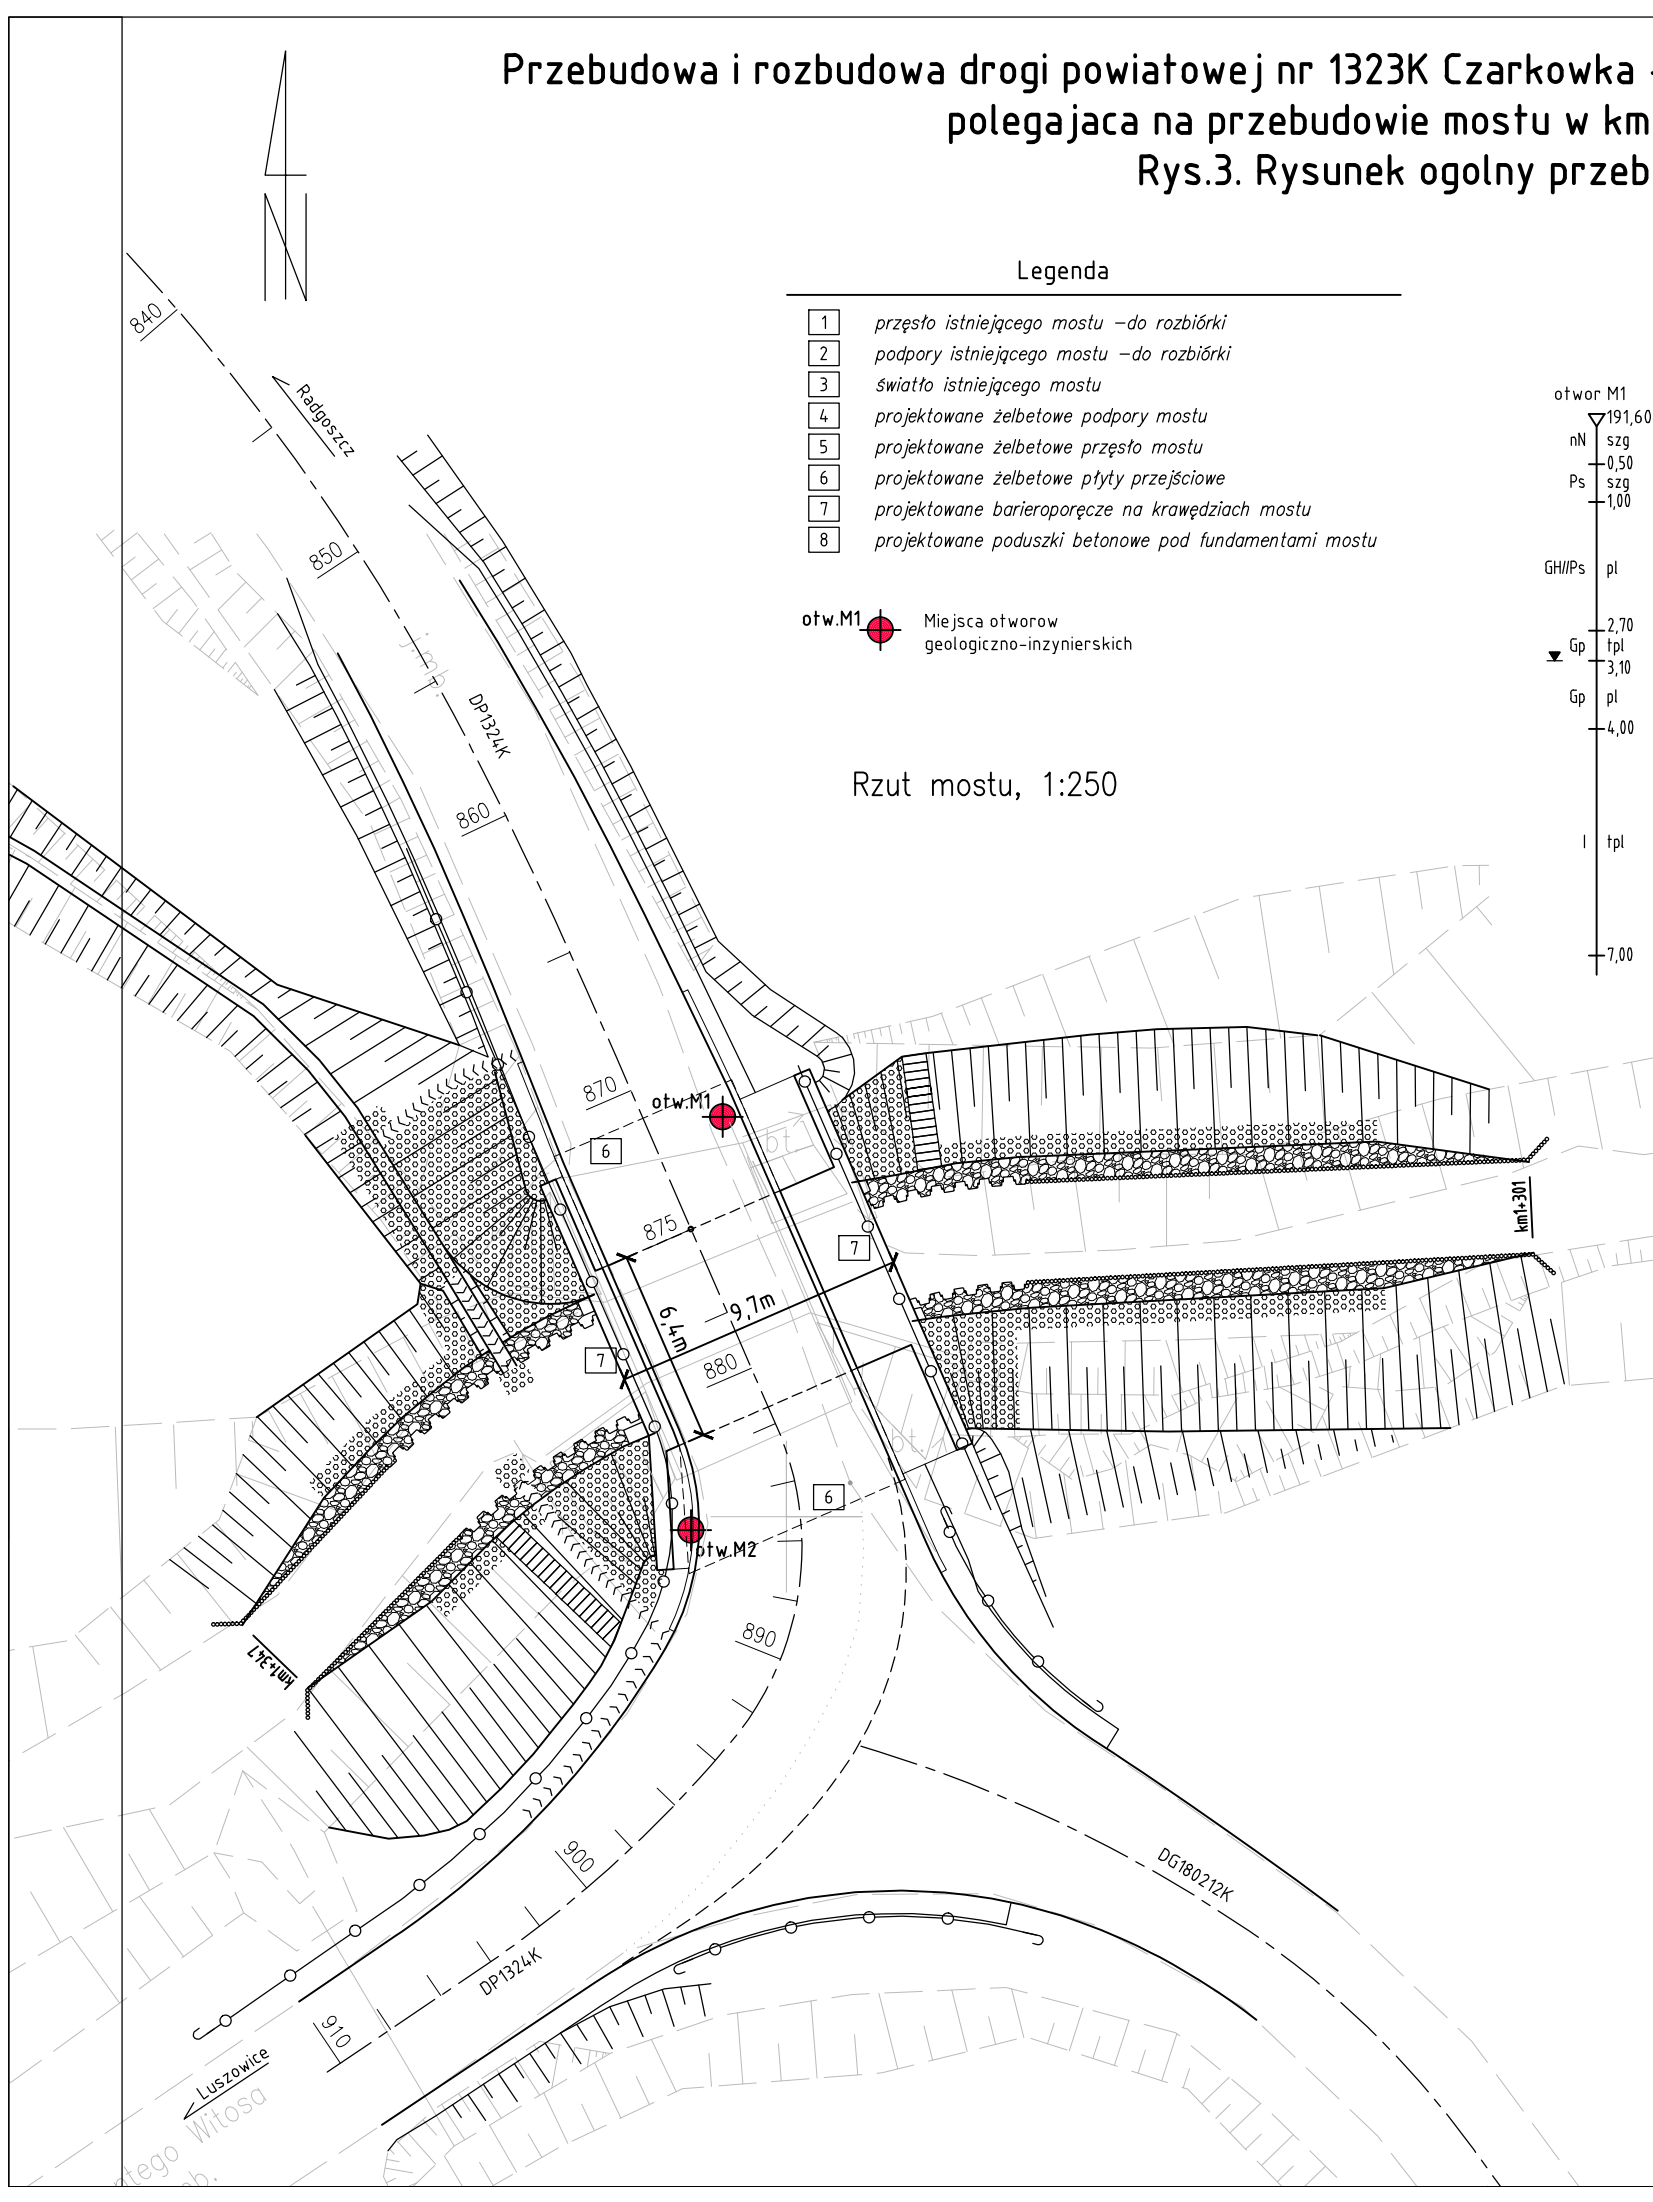 Przebudowa i rozbudowa drogi powiatowej nr 1323K Czarkowka -
polegajaca na przebudowie mostu w km
Rys.3. Rysunek ogolny przeb
Legenda
1 przęsło istniejącego mostu -do rozbiórki
2 podpory istniejącego mostu -do rozbiórki
3 światło istniejącego mostu
4 projektowane żelbetowe podpory mostu
5 projektowane żelbetowe przęsło mostu
6 projektowane żelbetowe płyty przejściowe
7 projektowane barieroporęcze na krawędziach mostu
8 projektowane poduszki betonowe pod fundamentami mostu
otw.M1 Miejsca otworow
geologiczno-inzynierskich
otwor M1
191,60
nN szg
0,50
Ps szg
1,00
GH//Ps pl
2,70
Gp tpl
3,10
Gp pl
4,00
I tpl
7,00
Rzut mostu, 1:250
N
840
Radgoszcz
850
j.mb.
DP1324K
860
870
otw.M1
6
bt.
875
7
km1+301
9,7m
6,4m
7
880
bt.
6
otw.M2
890
km1+347
900
DG180212K
DP1324K
910
Luszowice
ntego Witosa
b.